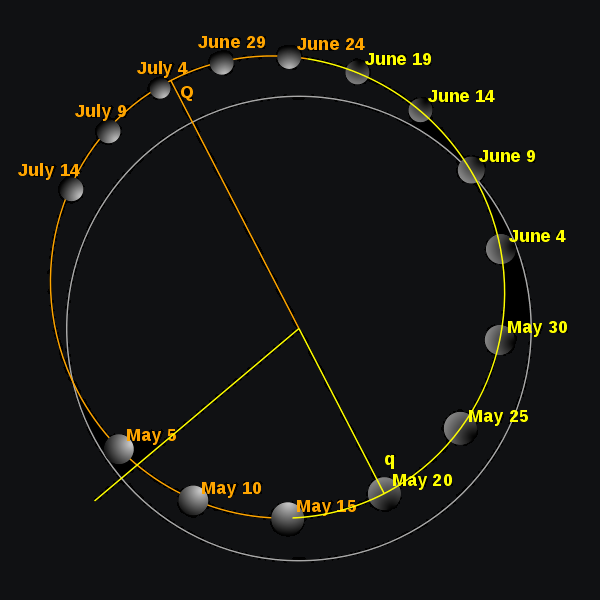 June 29
June 24
June 19
July 4
Q
June 14
July 9
June 9
July 14
June 4
May 30
May 25
May 5
q
May 20
May 10
May 15